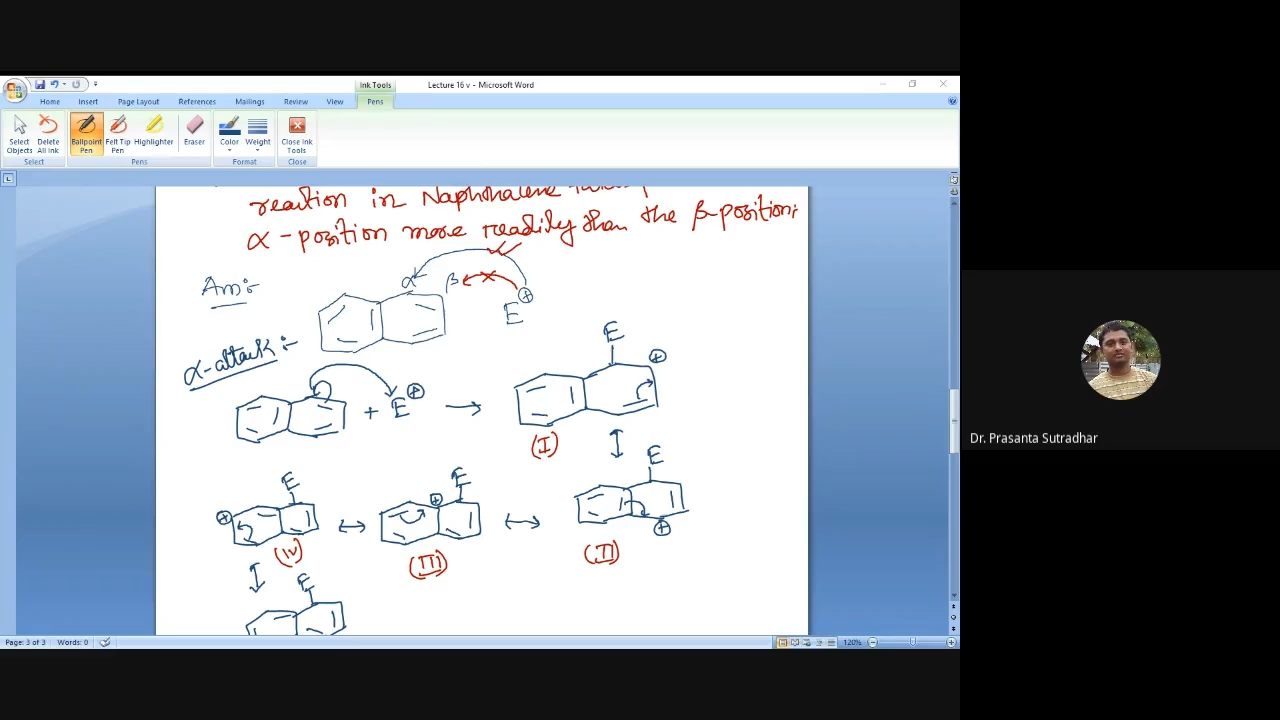 Ink Tools
Lecture 16 v - Microsoft Word
Home Insert Page Layout References Mailings Review View Pens
Select Objects
Delete All Ink
Ballpoint Pen
Felt Tip Pen
Highlighter
Eraser
Color
Weight
Close Ink Tools
Select Pens Format Close
reaction in Naphthalene
α-position more readily than the β-position:
Ans:-
α β
E⊕
α-attack :-
+ E⊕ →
E ⊕
(I)
E ⊕
(IV)
⊕ E
(III)
E ⊕
(II)
E
Dr. Prasanta Sutradhar
Page: 3 of 3 Words: 0 120%